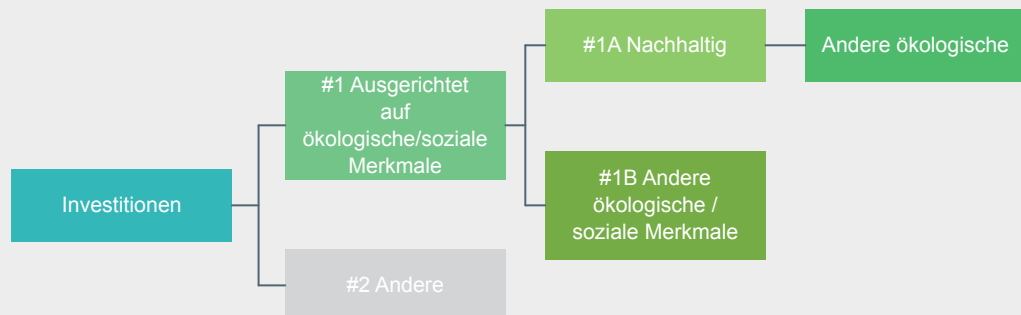 Investitionen
#1 Ausgerichtet
auf
ökologische/soziale
Merkmale
#2 Andere
#1A Nachhaltig
#1B Andere
ökologische /
soziale Merkmale
Andere ökologische